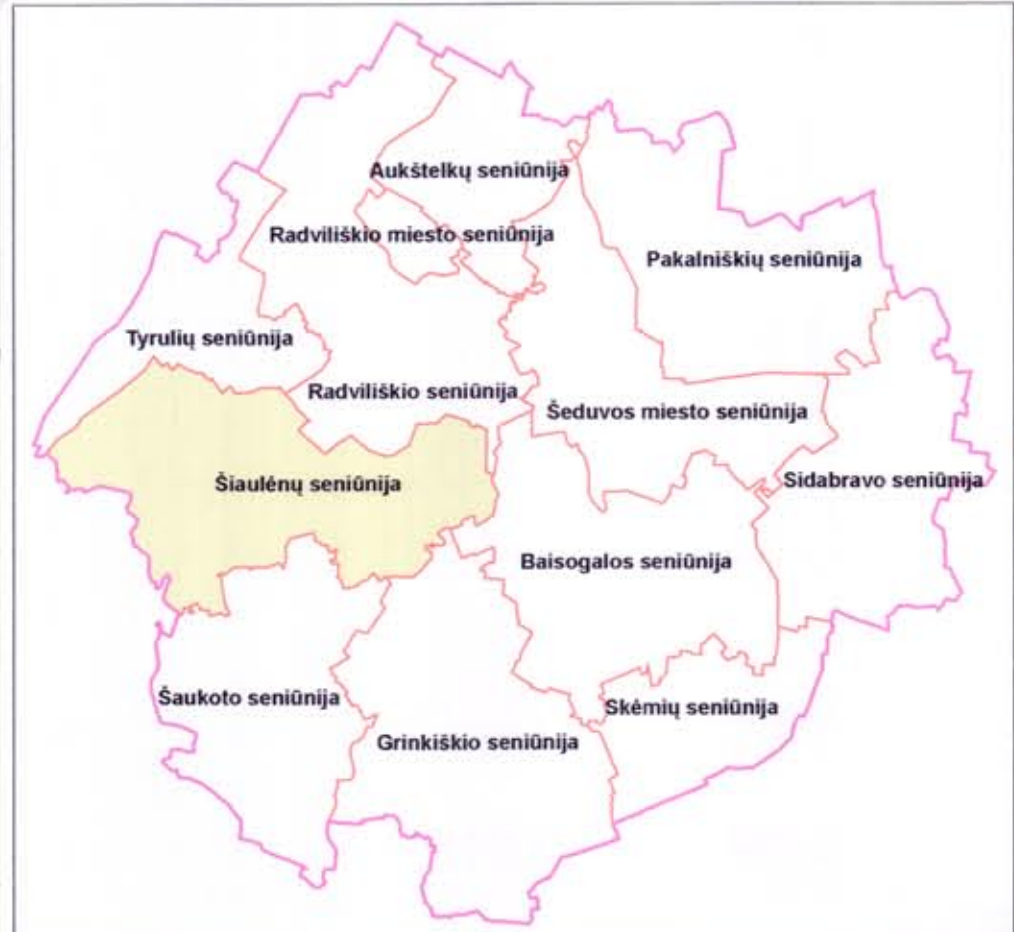 Aukštelkų seniūnija
Radviliškio miesto seniūnija
Pakalniškių seniūnija
Tyrulių seniūnija
Radviliškio seniūnija
Šeduvos miesto seniūnija
Šiaulėnų seniūnija
Sidabravo seniūnija
Baisogalos seniūnija
Šaukoto seniūnija
Skėmių seniūnija
Grinkiškio seniūnija